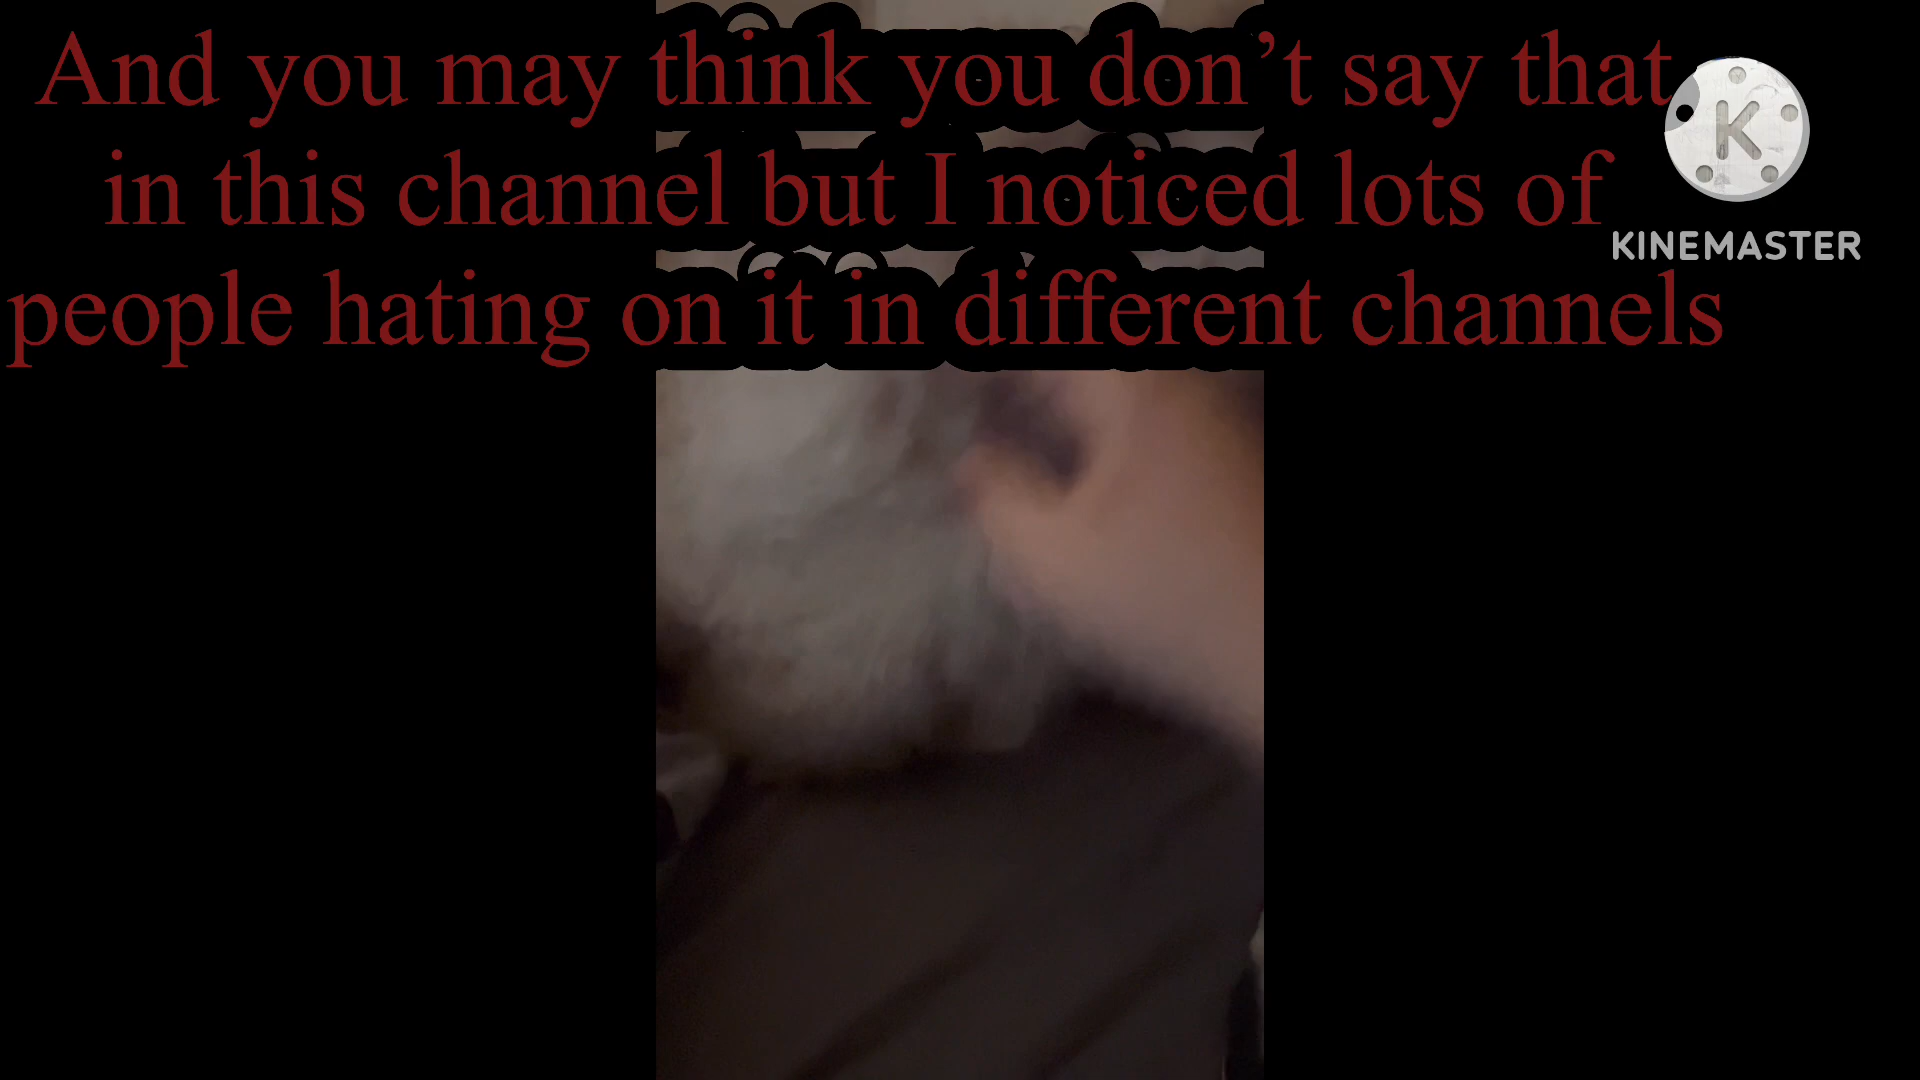 And you may think you don’t say that
in this channel but I noticed lots of
people hating on it in different channels
K
KINEMASTER